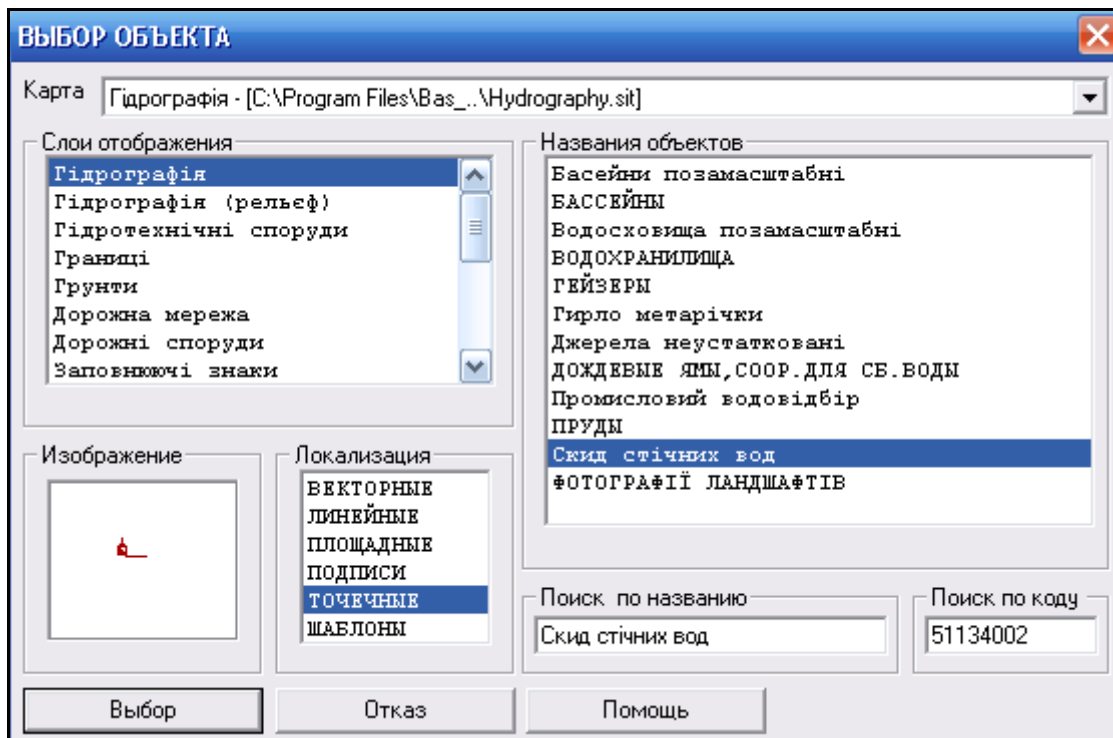 ВЫБОР ОБЪЕКТА
Карта
Гідрографія - [C:\Program Files\Bas_..\Hydrography.sit]
Слои отображения
Гідрографія
Гідрографія (рельєф)
Гідротехнічні споруди
Границі
Грунти
Дорожна мережа
Дорожні споруди
Заповнюючі знаки
Названия объектов
Басейни позамасштабні
БАССЕЙНЫ
Водосховища позамасштабні
ВОДОХРАНИЛИЩА
ГЕЙЗЕРЫ
Гирло метарічки
Джерела неустатковані
ДОЖДЕВЫЕ ЯМЫ,СООР.ДЛЯ СБ.ВОДЫ
Промисловий водовідбір
ПРУДЫ
Скид стічних вод
ФОТОГРАФІЇ ЛАНДШАФТІВ
Изображение
Локализация
ВЕКТОРНЫЕ
ЛИНЕЙНЫЕ
ПЛОЩАДНЫЕ
ПОДПИСИ
ТОЧЕЧНЫЕ
ШАБЛОНЫ
Поиск по названию
Скид стічних вод
Поиск по коду
51134002
Выбор
Отказ
Помощь